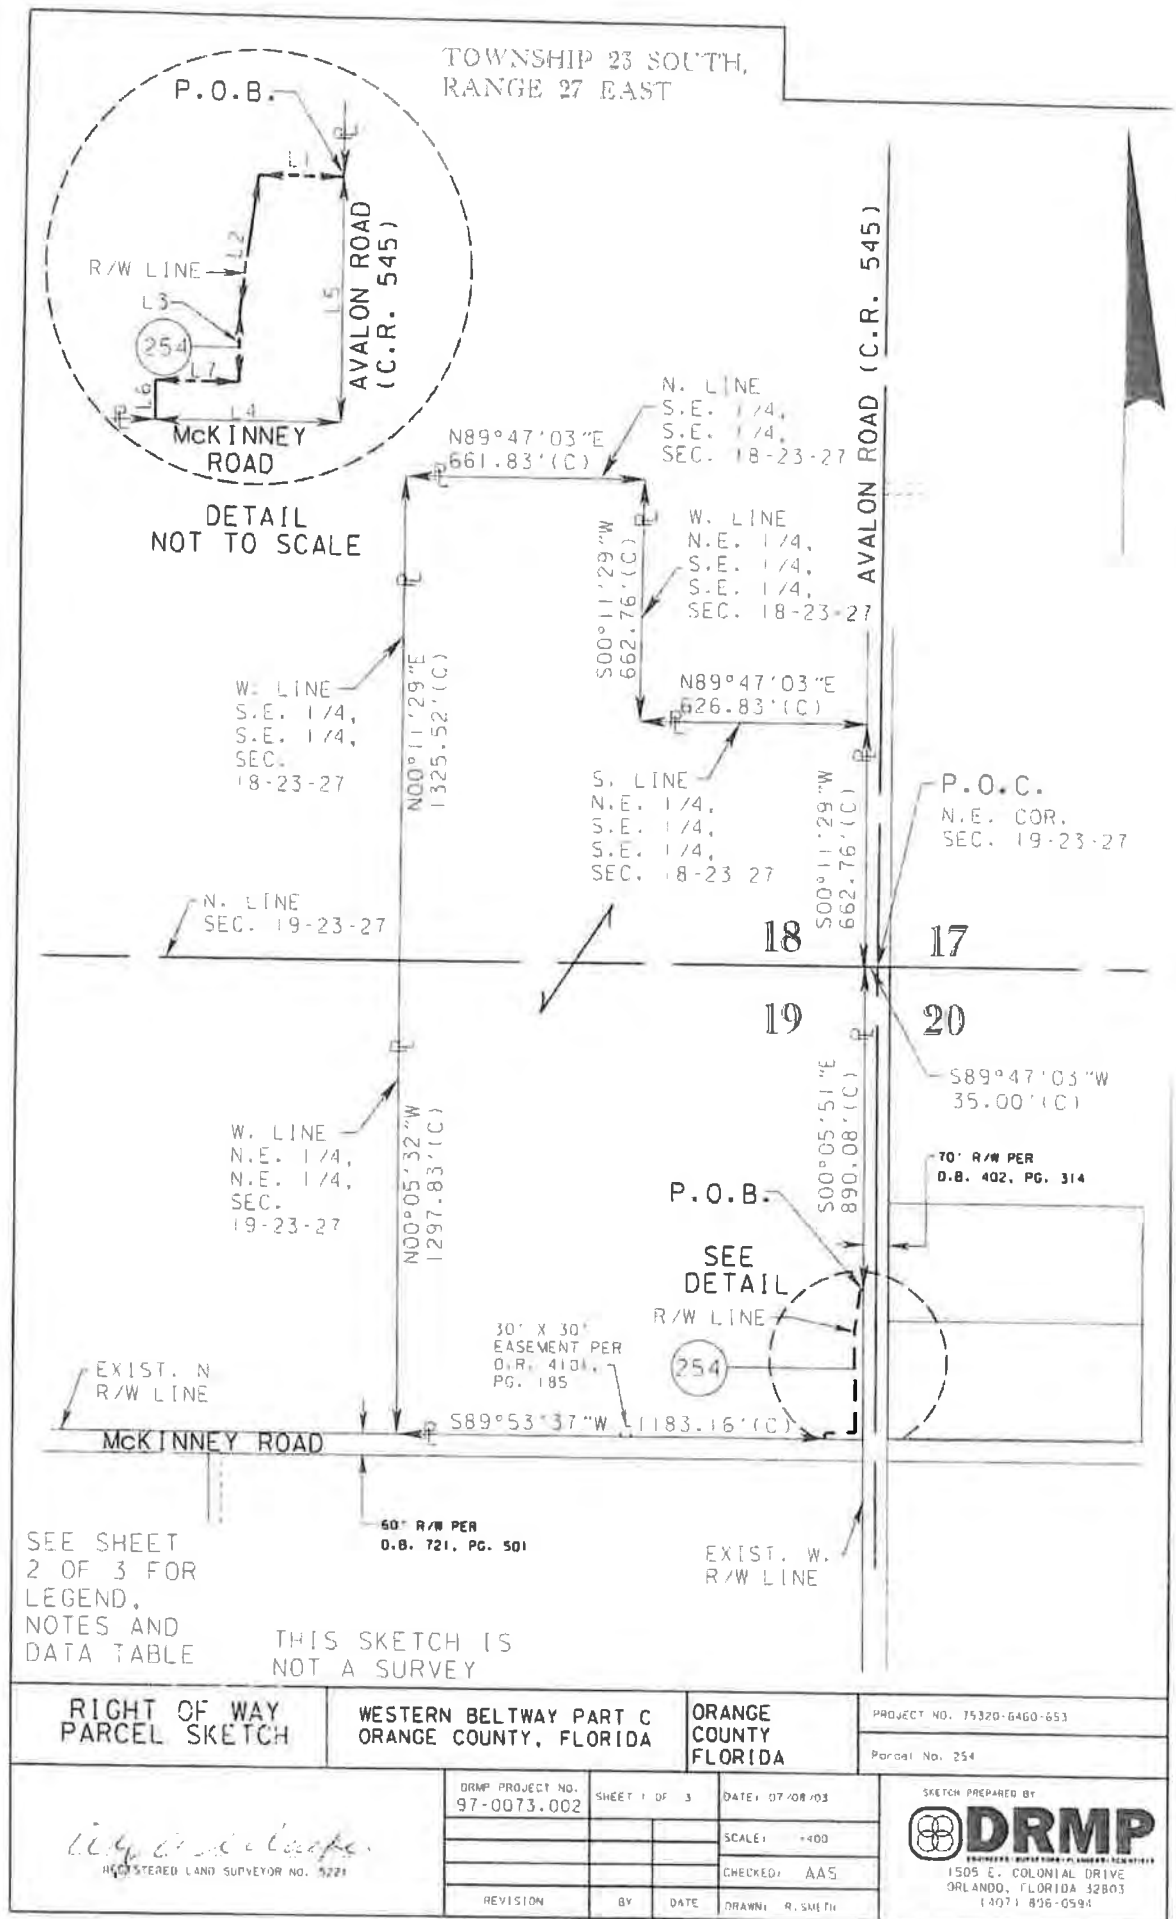 TOWNSHIP 23 SOUTH,
RANGE 27 EAST
P.O.B.
L1
L2
R/W LINE
L3
254
L7
L6
L4
L5
AVALON ROAD
(C.R. 545)
McKINNEY
ROAD
DETAIL
NOT TO SCALE
AVALON ROAD (C.R. 545)
N89°47'03"E
661.83'(C)
N. LINE
S.E. 1/4,
S.E. 1/4,
SEC. 18-23-27
S00°11'29"W
662.76'(C)
W. LINE
N.E. 1/4,
S.E. 1/4,
S.E. 1/4,
SEC. 18-23-27
W. LINE
S.E. 1/4,
S.E. 1/4,
SEC.
18-23-27
N00°11'29"E
1325.52'(C)
N89°47'03"E
626.83'(C)
S. LINE
N.E. 1/4,
S.E. 1/4,
S.E. 1/4,
SEC. 18-23-27
S00°11'29"W
662.76'(C)
P.O.C.
N.E. COR.
SEC. 19-23-27
N. LINE
SEC. 19-23-27
18
17
19
20
S89°47'03"W
35.00'(C)
S00°05'51"E
890.08'(C)
W. LINE
N.E. 1/4,
N.E. 1/4,
SEC.
19-23-27
N00°05'32"W
1297.83'(C)
70' R/W PER
D.B. 402, PG. 314
P.O.B.
SEE
DETAIL
R/W LINE
254
30' X 30'
EASEMENT PER
O.R. 4101,
PG. 185
EXIST. N
R/W LINE
S89°53'37"W 1183.16'(C)
McKINNEY ROAD
60' R/W PER
D.B. 721, PG. 501
EXIST. W.
R/W LINE
SEE SHEET
2 OF 3 FOR
LEGEND,
NOTES AND
DATA TABLE
THIS SKETCH IS
NOT A SURVEY
RIGHT OF WAY
PARCEL SKETCH
WESTERN BELTWAY PART C
ORANGE COUNTY, FLORIDA
ORANGE
COUNTY
FLORIDA
PROJECT NO. 75320-6460-653
Parcel No. 254
REGISTERED LAND SURVEYOR NO. 5221
DRMP PROJECT NO.
97-0073.002
SHEET 1 OF 3
DATE: 07/08/03
SCALE: 400
CHECKED: AAS
REVISION
BY
DATE
DRAWN: R.SMITH
SKETCH PREPARED BY
DRMP
1505 E. COLONIAL DRIVE
ORLANDO, FLORIDA 32803
(407) 896-0594